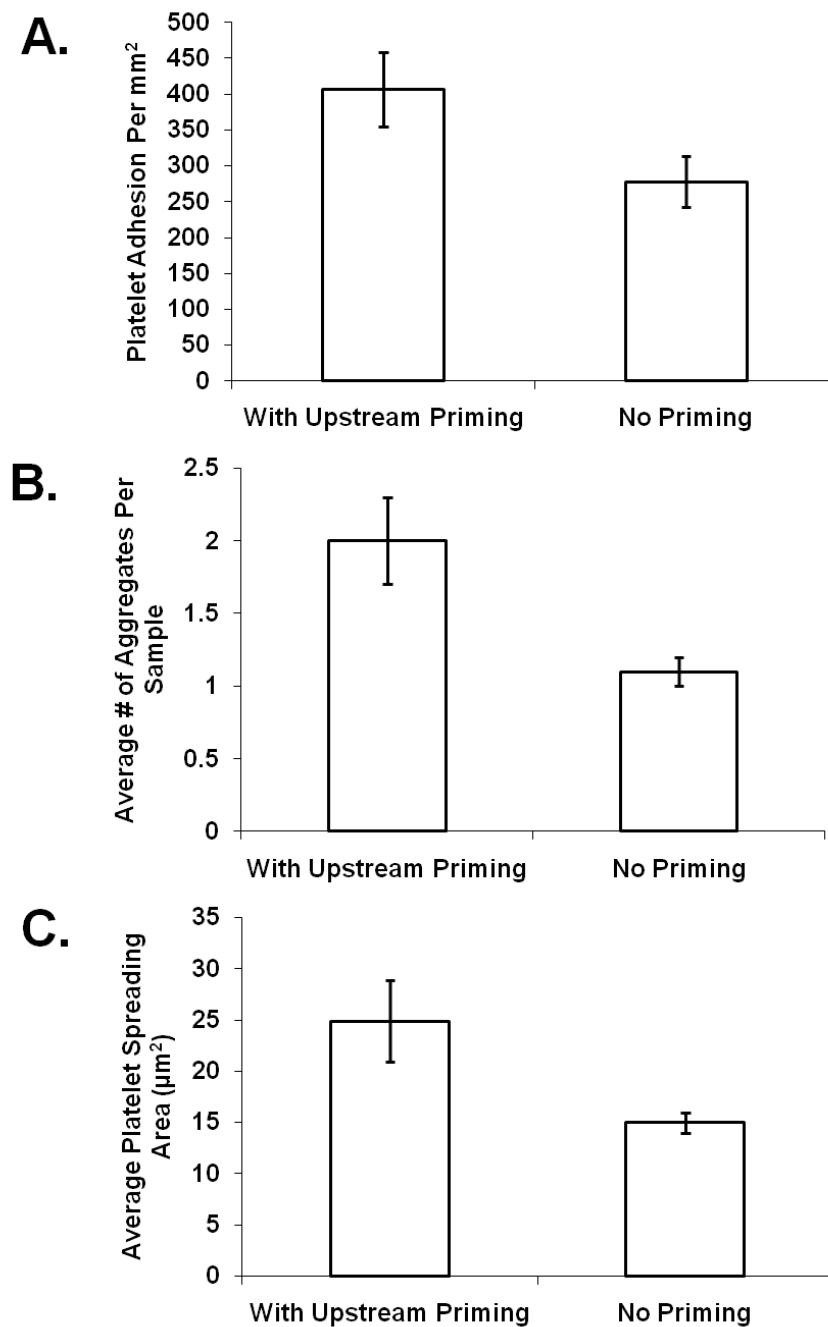 A.
Platelet Adhesion Per mm²
500
450
400
350
300
250
200
150
100
50
0
With Upstream Priming
No Priming
B.
Average # of Aggregates Per
Sample
2.5
2
1.5
1
0.5
0
With Upstream Priming
No Priming
C.
Average Platelet Spreading
Area (µm²)
35
30
25
20
15
10
5
0
With Upstream Priming
No Priming